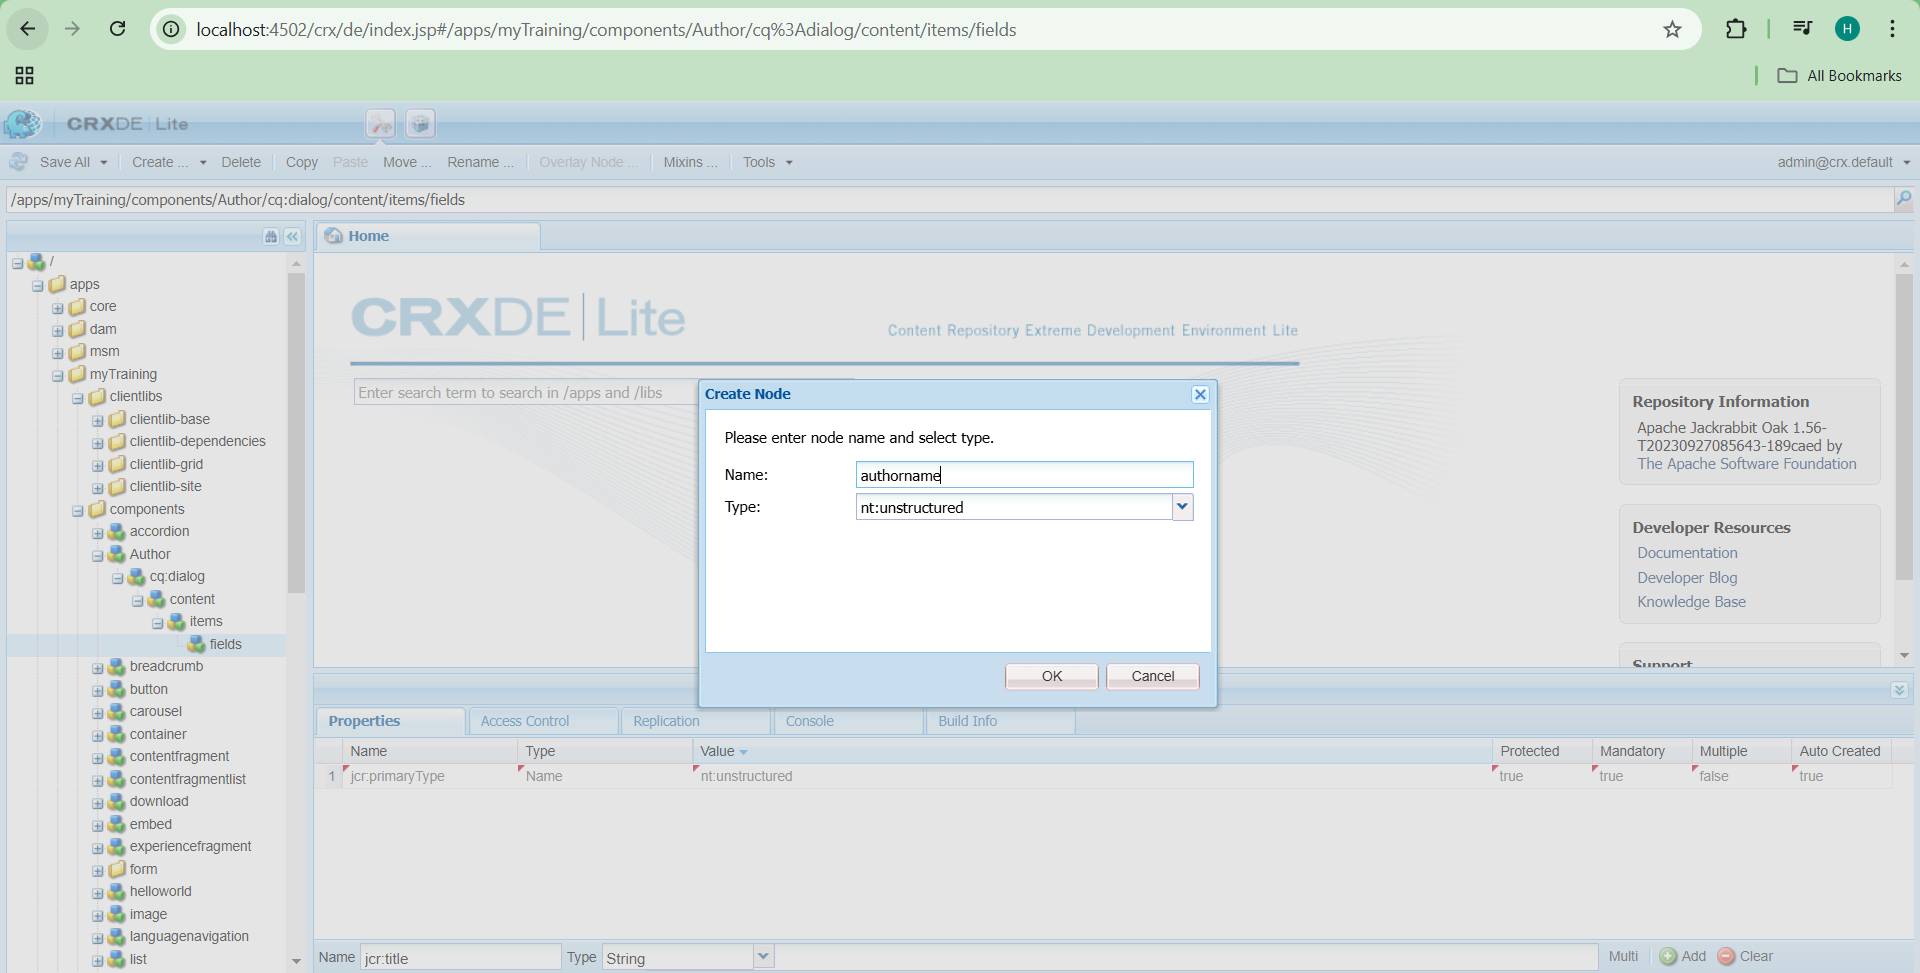 localhost:4502/crx/de/index.jsp#/apps/myTraining/components/Author/cq%3Adialog/content/items/fields
H
All Bookmarks
CRXDE | Lite
Save All
Create ...
Delete
Copy
Paste
Move ...
Rename ...
Overlay Node ...
Mixins ...
Tools
admin@crx.default
/apps/myTraining/components/Author/cq:dialog/content/items/fields
Home
/
apps
core
dam
msm
myTraining
clientlibs
clientlib-base
clientlib-dependencies
clientlib-grid
clientlib-site
components
accordion
Author
cq:dialog
content
items
fields
breadcrumb
button
carousel
container
contentfragment
contentfragmentlist
download
embed
experiencefragment
form
helloworld
image
languagenavigation
list
CRXDE | Lite
Content Repository Extreme Development Environment Lite
Enter search term to search in /apps and /libs
Create Node
Please enter node name and select type.
Name:
authorname
Type:
nt:unstructured
OK
Cancel
Repository Information
Apache Jackrabbit Oak 1.56-
T20230927085643-189caed by
The Apache Software Foundation
Developer Resources
Documentation
Developer Blog
Knowledge Base
Support
Properties
Access Control
Replication
Console
Build Info
Name
Type
Value
Protected
Mandatory
Multiple
Auto Created
1
jcr:primaryType
Name
nt:unstructured
true
true
false
true
Name
jcr:title
Type
String
Multi
Add
Clear